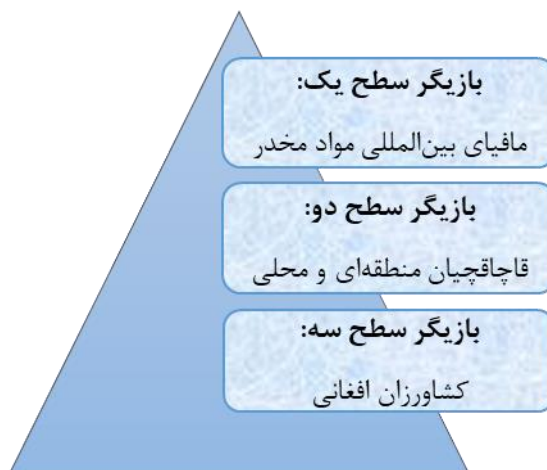 بازیگر سطح یک:
مافیای بین‌المللی مواد مخدر
بازیگر سطح دو:
قاچاقچیان منطقه‌ای و محلی
بازیگر سطح سه:
کشاورزان افغانی